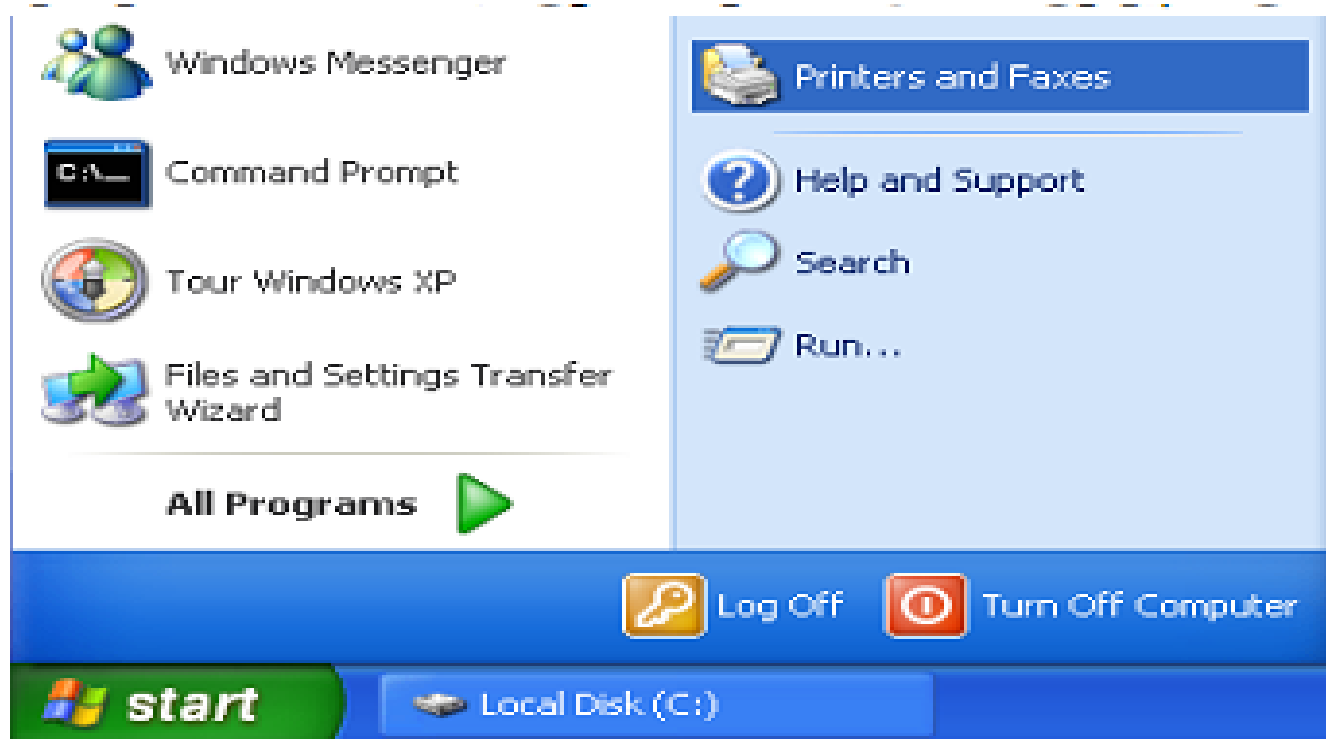 Windows Messenger
Command Prompt
Tour Windows XP
Files and Settings Transfer
Wizard
All Programs
Printers and Faxes
Help and Support
Search
Run...
Log Off
Turn Off Computer
start
Local Disk (C:)